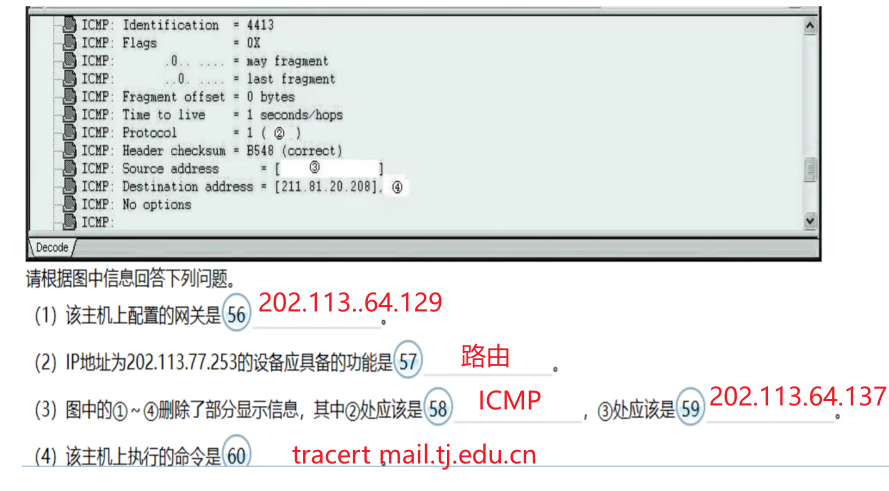 ICMP: Identification = 4413
ICMP: Flags = 0X
ICMP: .0.. .... = may fragment
ICMP: ..0. .... = last fragment
ICMP: Fragment offset = 0 bytes
ICMP: Time to live = 1 seconds/hops
ICMP: Protocol = 1 ( ② )
ICMP: Header checksum = B548 (correct)
ICMP: Source address = [ ③ ]
ICMP: Destination address = [211.81.20.208], ④
ICMP: No options
ICMP:
Decode
请根据图中信息回答下列问题。
(1) 该主机上配置的网关是 56 202.113..64.129 。
(2) IP地址为202.113.77.253的设备应具备的功能是 57 路由 。
(3) 图中的①~④删除了部分显示信息，其中②处应该是 58 ICMP ，③处应该是 59 202.113.64.137 。
(4) 该主机上执行的命令是 60 tracert mail.tj.edu.cn 。